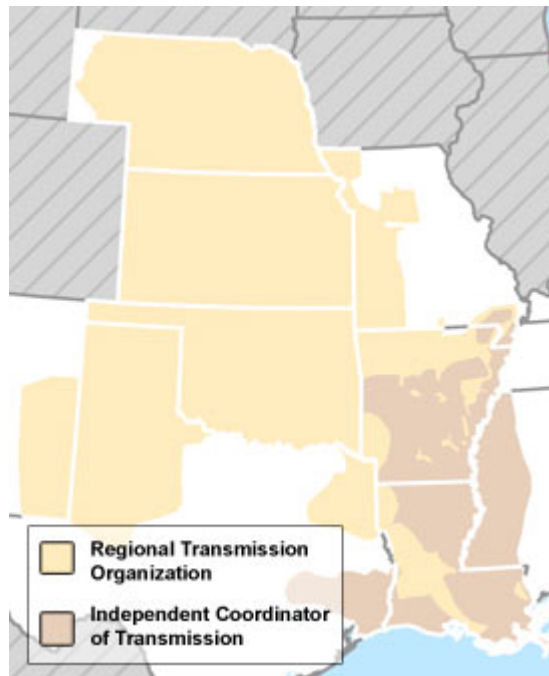 Regional Transmission
Organization
Independent Coordinator
of Transmission